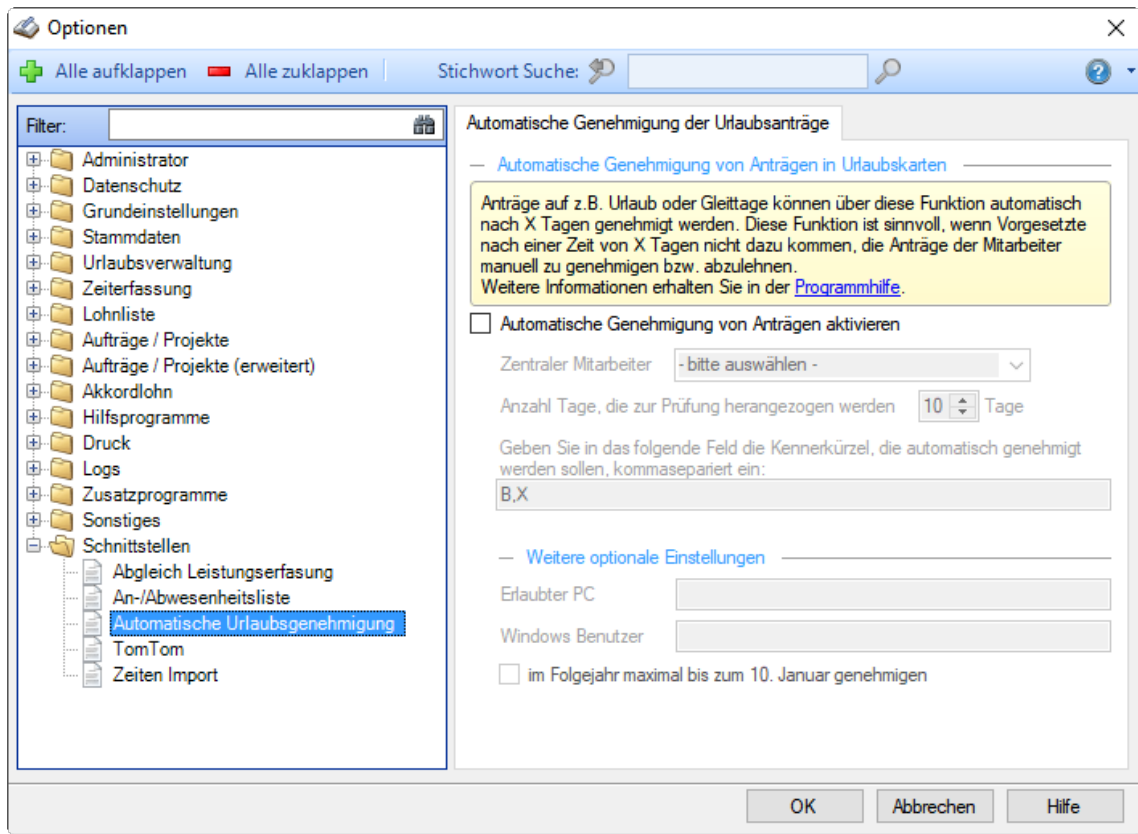 Optionen
Alle aufklappen Alle zuklappen Stichwort Suche:
Filter:
Administrator
Datenschutz
Grundeinstellungen
Stammdaten
Urlaubsverwaltung
Zeiterfassung
Lohnliste
Aufträge / Projekte
Aufträge / Projekte (erweitert)
Akkordlohn
Hilfsprogramme
Druck
Logs
Zusatzprogramme
Sonstiges
Schnittstellen
Abgleich Leistungserfasung
An-/Abwesenheitsliste
Automatische Urlaubsgenehmigung
TomTom
Zeiten Import
Automatische Genehmigung der Urlaubsanträge
Automatische Genehmigung von Anträgen in Urlaubskarten
Anträge auf z.B. Urlaub oder Gleittage können über diese Funktion automatisch
nach X Tagen genehmigt werden. Diese Funktion ist sinnvoll, wenn Vorgesetzte
nach einer Zeit von X Tagen nicht dazu kommen, die Anträge der Mitarbeiter
manuell zu genehmigen bzw. abzulehnen.
Weitere Informationen erhalten Sie in der Programmhilfe.
Automatische Genehmigung von Anträgen aktivieren
Zentraler Mitarbeiter - bitte auswählen -
Anzahl Tage, die zur Prüfung herangezogen werden 10 Tage
Geben Sie in das folgende Feld die Kennerkürzel, die automatisch genehmigt
werden sollen, kommasepariert ein:
B,X
Weitere optionale Einstellungen
Erlaubter PC
Windows Benutzer
im Folgejahr maximal bis zum 10. Januar genehmigen
OK Abbrechen Hilfe